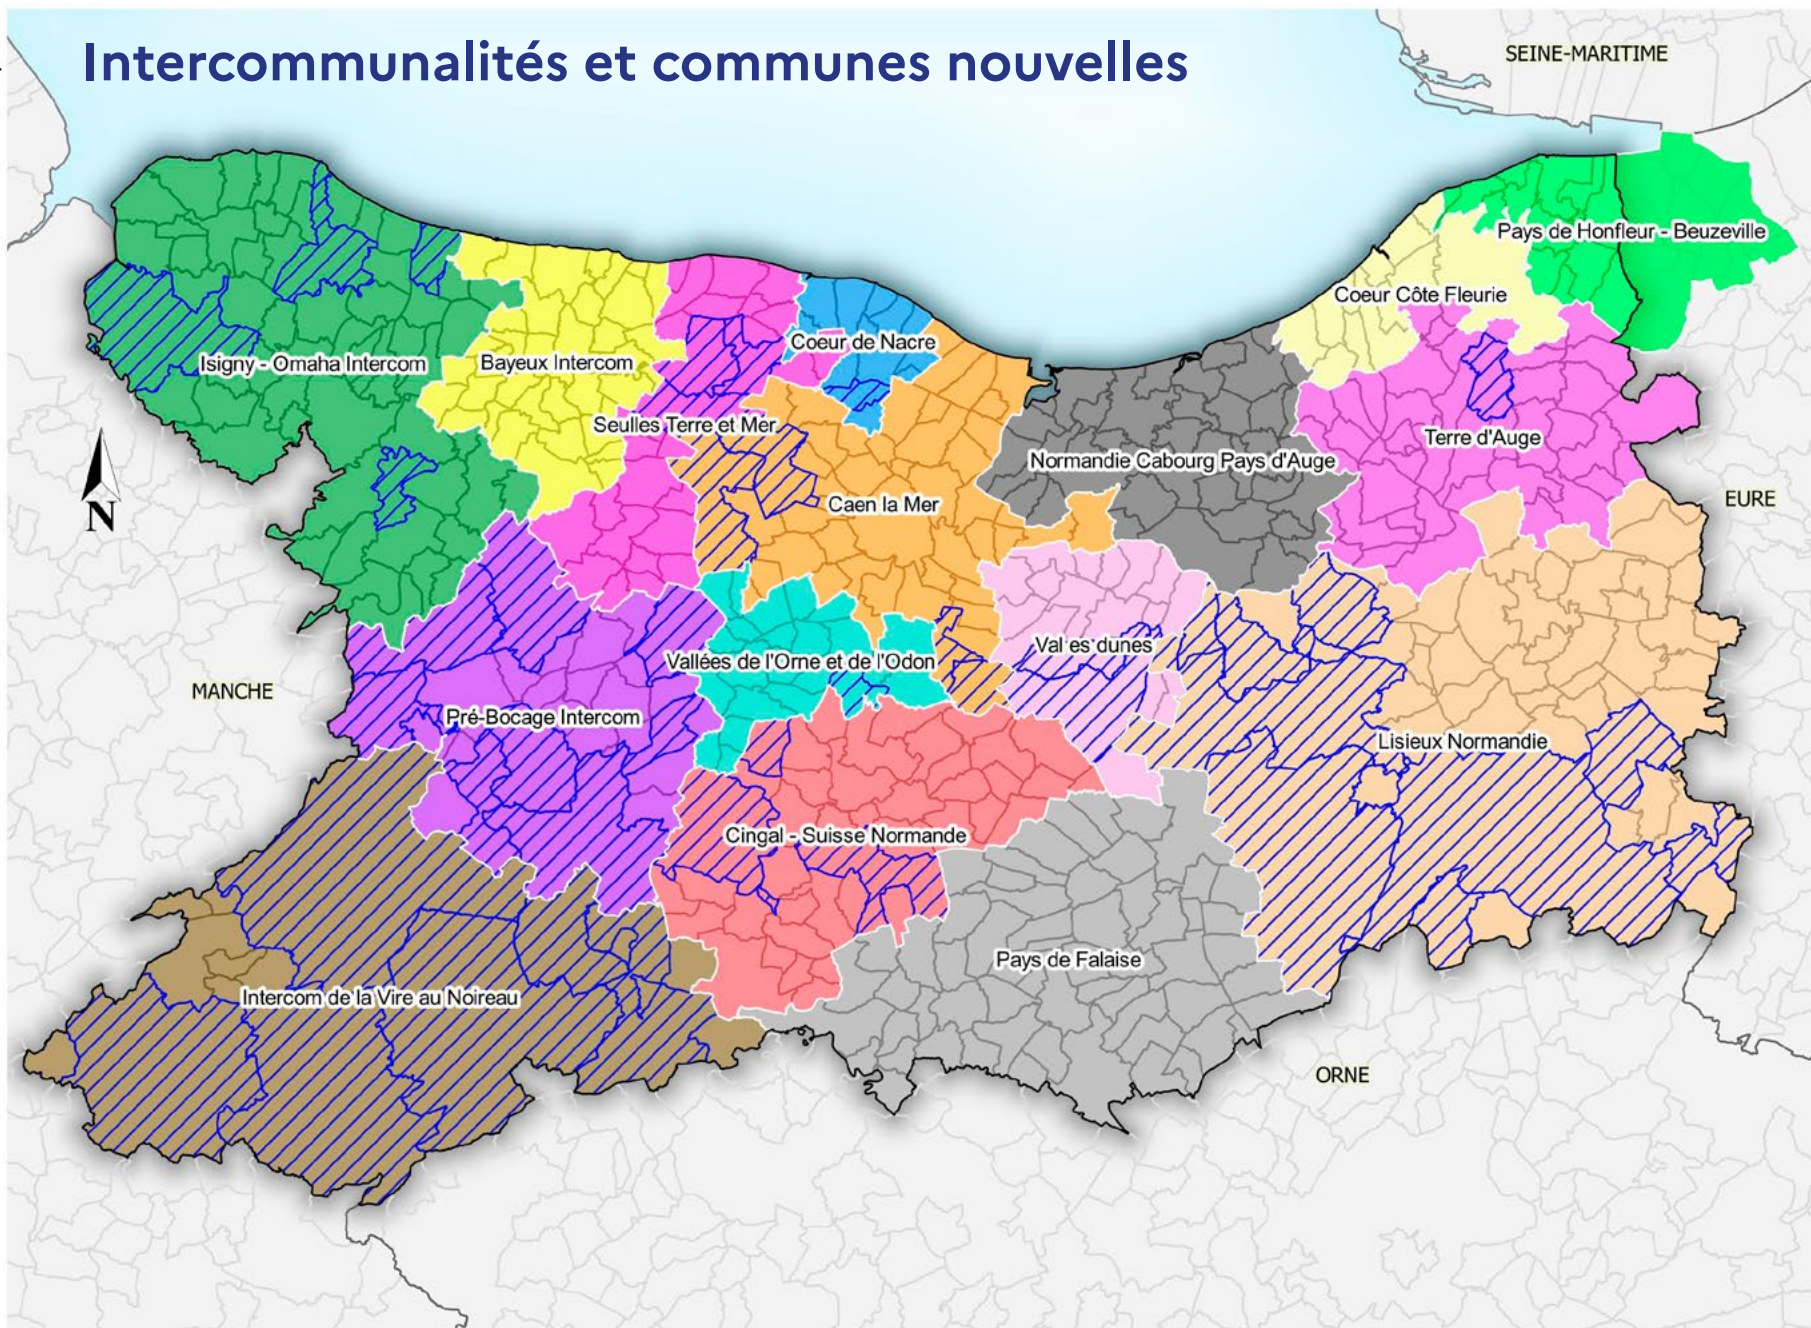 Intercommunalités et communes nouvelles
SEINE-MARITIME
Pays de Honfleur - Beuzeville
Coeur Côte Fleurie
Coeur de Nacre
Isigny - Omaha Intercom
Bayeux Intercom
Seulles Terre et Mer
Terre d'Auge
Normandie Cabourg Pays d'Auge
EURE
Caen la Mer
N
Val es dunes
Vallées de l'Orne et de l'Odon
MANCHE
Pré-Bocage Intercom
Lisieux Normandie
Cingal - Suisse Normande
Pays de Falaise
Intercom de la Vire au Noireau
ORNE